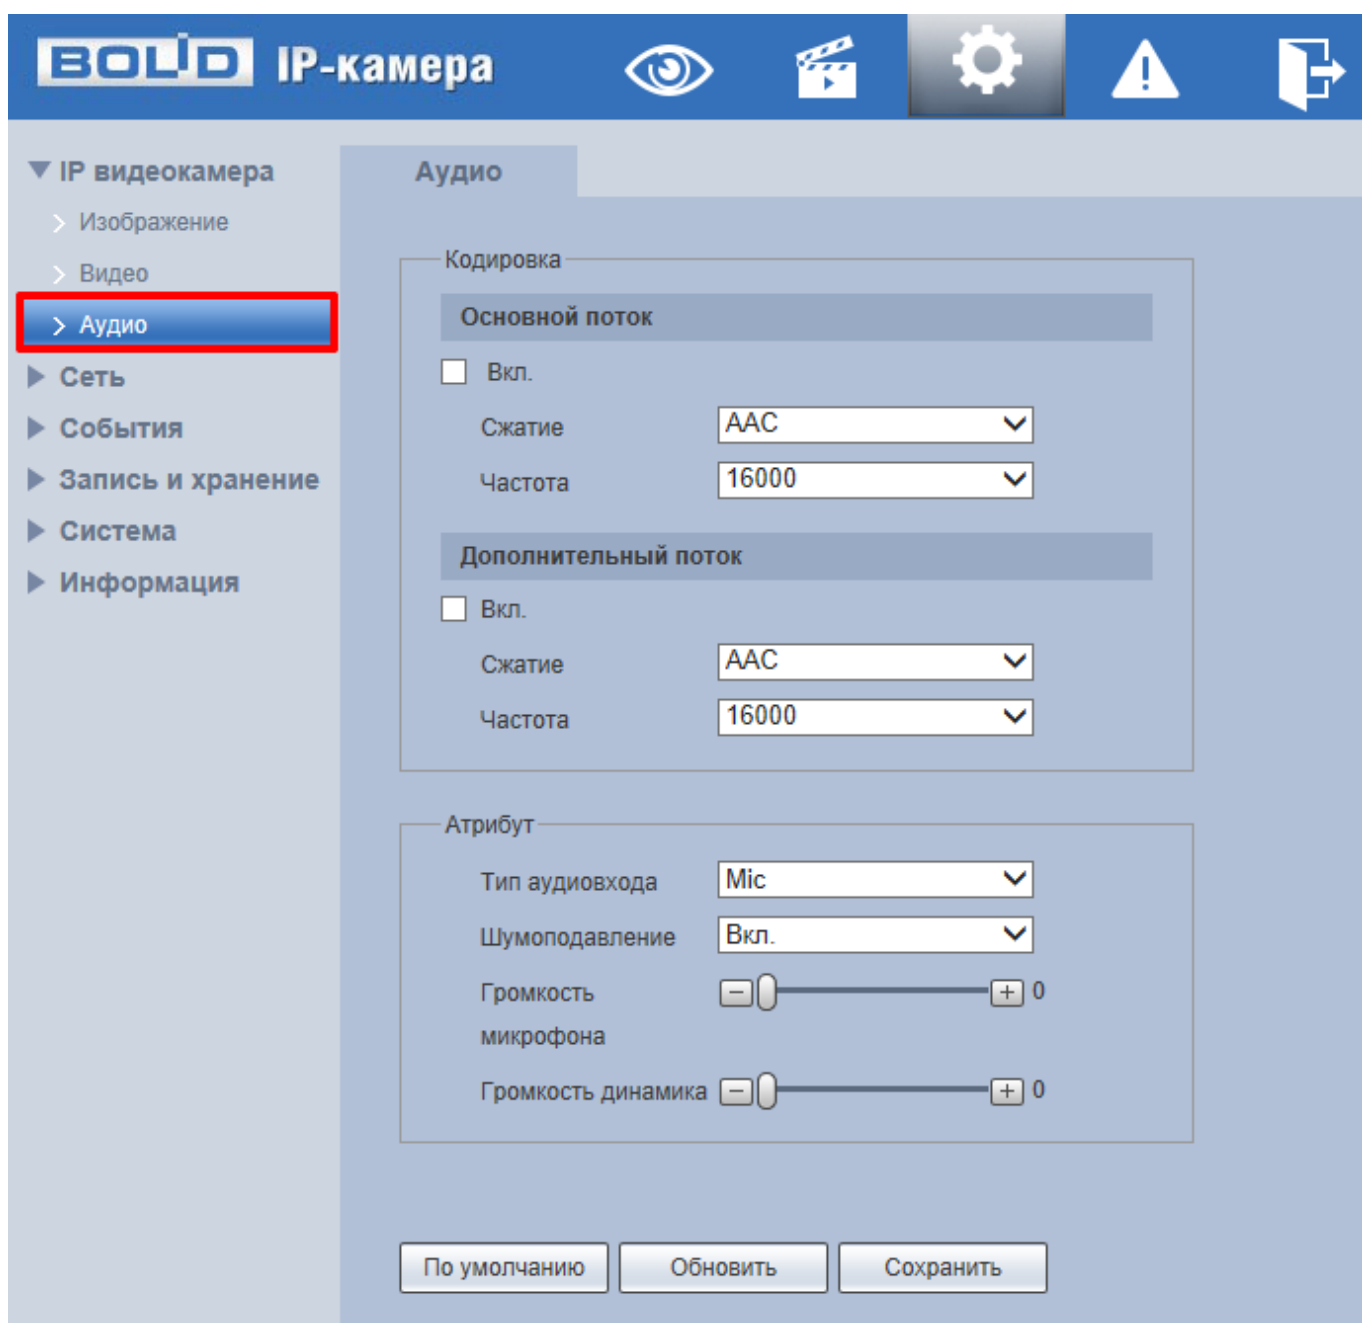 BOLID IP-камера
IP видеокамера
Изображение
Видео
Аудио
Сеть
События
Запись и хранение
Система
Информация
Аудио
Кодировка
Основной поток
Вкл.
Сжатие AAC
Частота 16000
Дополнительный поток
Вкл.
Сжатие AAC
Частота 16000
Атрибут
Тип аудиовхода Mic
Шумоподавление Вкл.
Громкость 0
микрофона
Громкость динамика 0
По умолчанию Обновить Сохранить